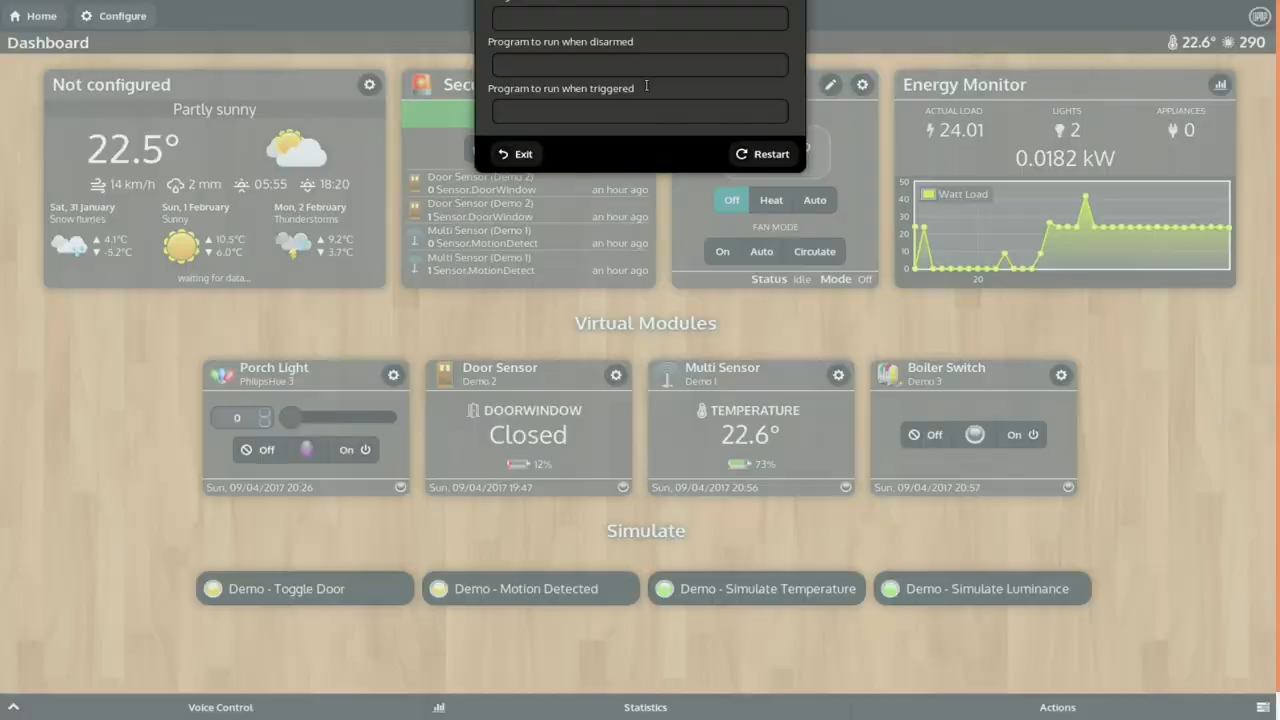 Home
Configure
Dashboard
22.6°
290
Program to run when disarmed
Program to run when triggered
Exit
Restart
Not configured
Partly sunny
22.5°
14 km/h
2 mm
05:55
18:20
Sat, 31 January
Snow flurries
4.1°C
-5.2°C
Sun, 1 February
Sunny
10.5°C
6.0°C
Mon, 2 February
Thunderstorms
9.2°C
3.7°C
waiting for data...
Door Sensor (Demo 2)
0 Sensor.DoorWindow
an hour ago
Door Sensor (Demo 2)
1 Sensor.DoorWindow
an hour ago
Multi Sensor (Demo 1)
0 Sensor.MotionDetect
an hour ago
Multi Sensor (Demo 1)
1 Sensor.MotionDetect
an hour ago
Off
Heat
Auto
FAN MODE
On
Auto
Circulate
Status Idle Mode Off
Energy Monitor
ACTUAL LOAD
24.01
LIGHTS
2
APPLIANCES
0
0.0182 kW
Watt Load
50
40
30
20
10
0
20
Virtual Modules
Porch Light
PhilipsHue 3
0
Off
On
Sun, 09/04/2017 20:26
Door Sensor
Demo 2
DOORWINDOW
Closed
12%
Sun, 09/04/2017 19:47
Multi Sensor
Demo 1
TEMPERATURE
22.6°
73%
Sun, 09/04/2017 20:56
Boiler Switch
Demo 3
Off
On
Sun, 09/04/2017 20:57
Simulate
Demo - Toggle Door
Demo - Motion Detected
Demo - Simulate Temperature
Demo - Simulate Luminance
Voice Control
Statistics
Actions